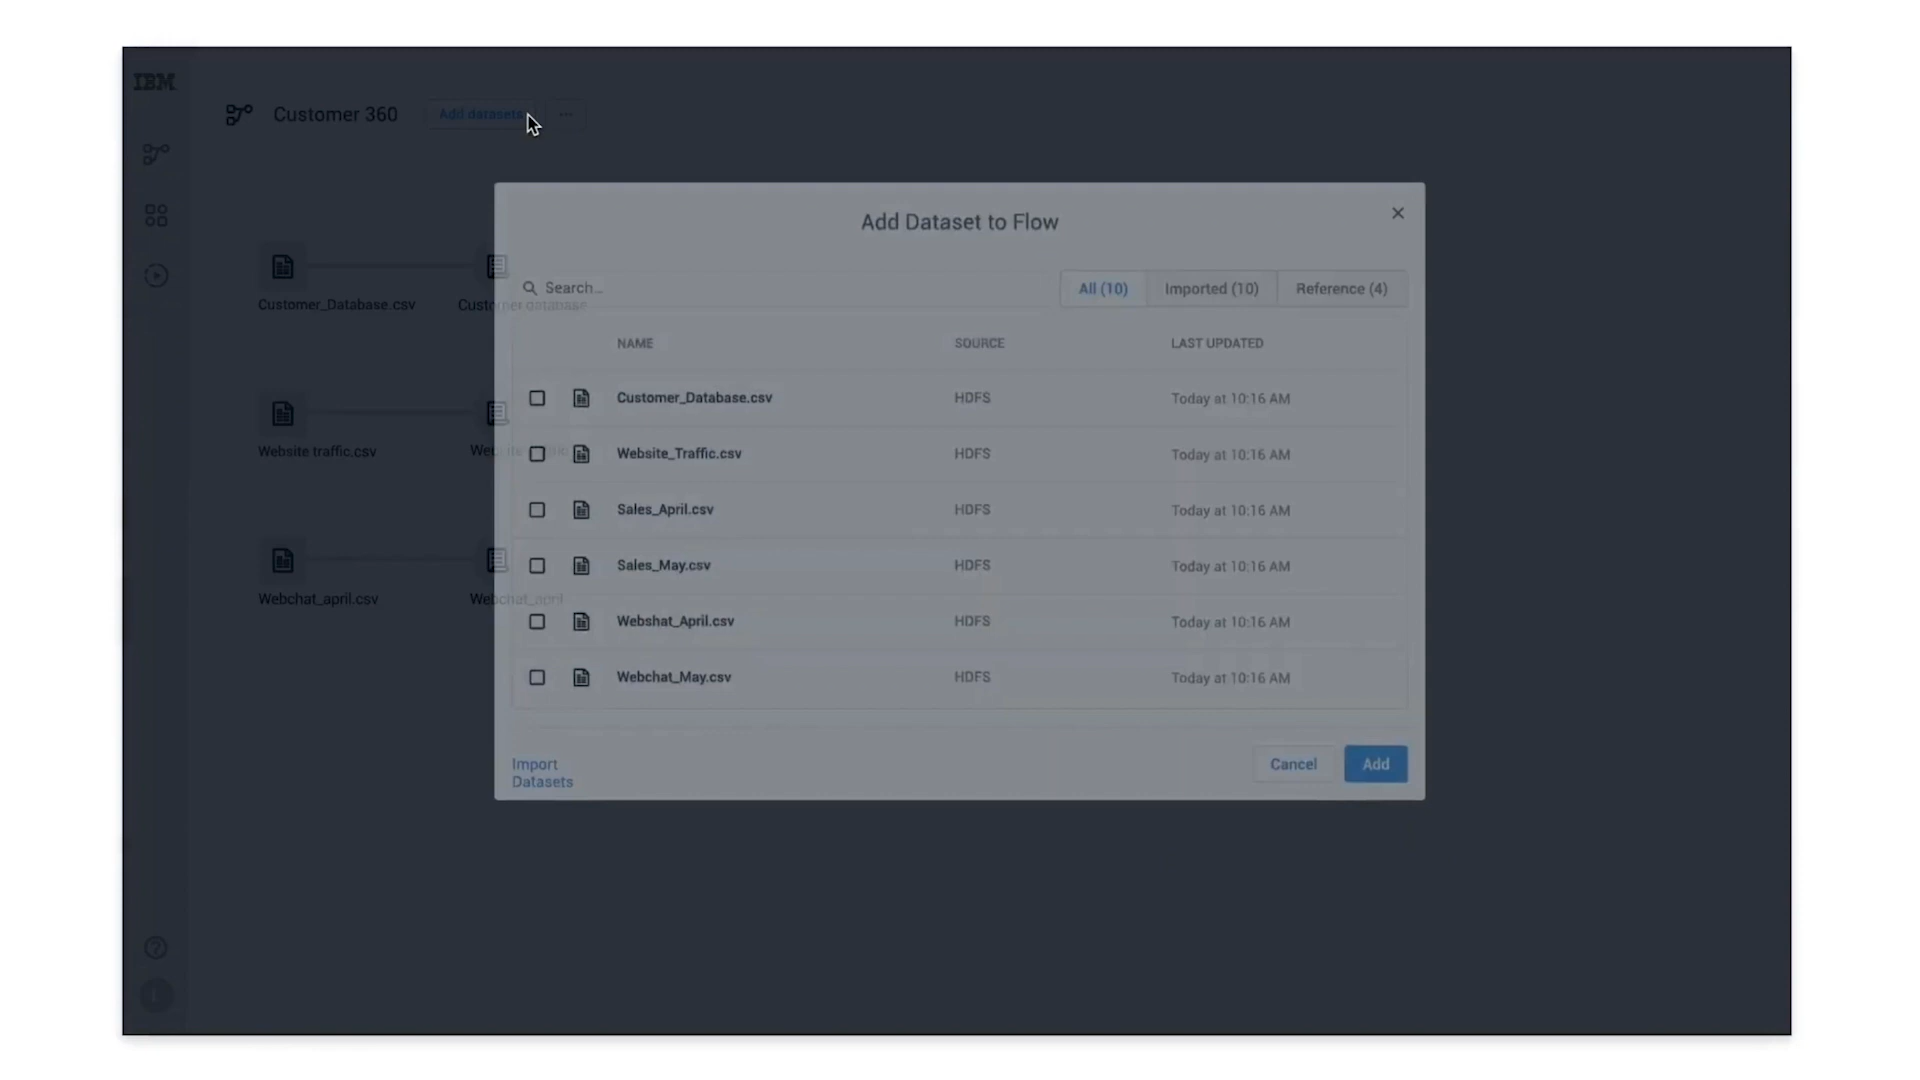 IBM
Customer 360
Add datasets
...
Add Dataset to Flow
Search...
All (10)
Imported (10)
Reference (4)
NAME
SOURCE
LAST UPDATED
Customer_Database.csv
HDFS
Today at 10:16 AM
Website_Traffic.csv
HDFS
Today at 10:16 AM
Sales_April.csv
HDFS
Today at 10:16 AM
Sales_May.csv
HDFS
Today at 10:16 AM
Webshat_April.csv
HDFS
Today at 10:16 AM
Webchat_May.csv
HDFS
Today at 10:16 AM
Import
Datasets
Cancel
Add
Customer_Database.csv
Customer database
Website traffic.csv
Webchat_april.csv
Webchat_april